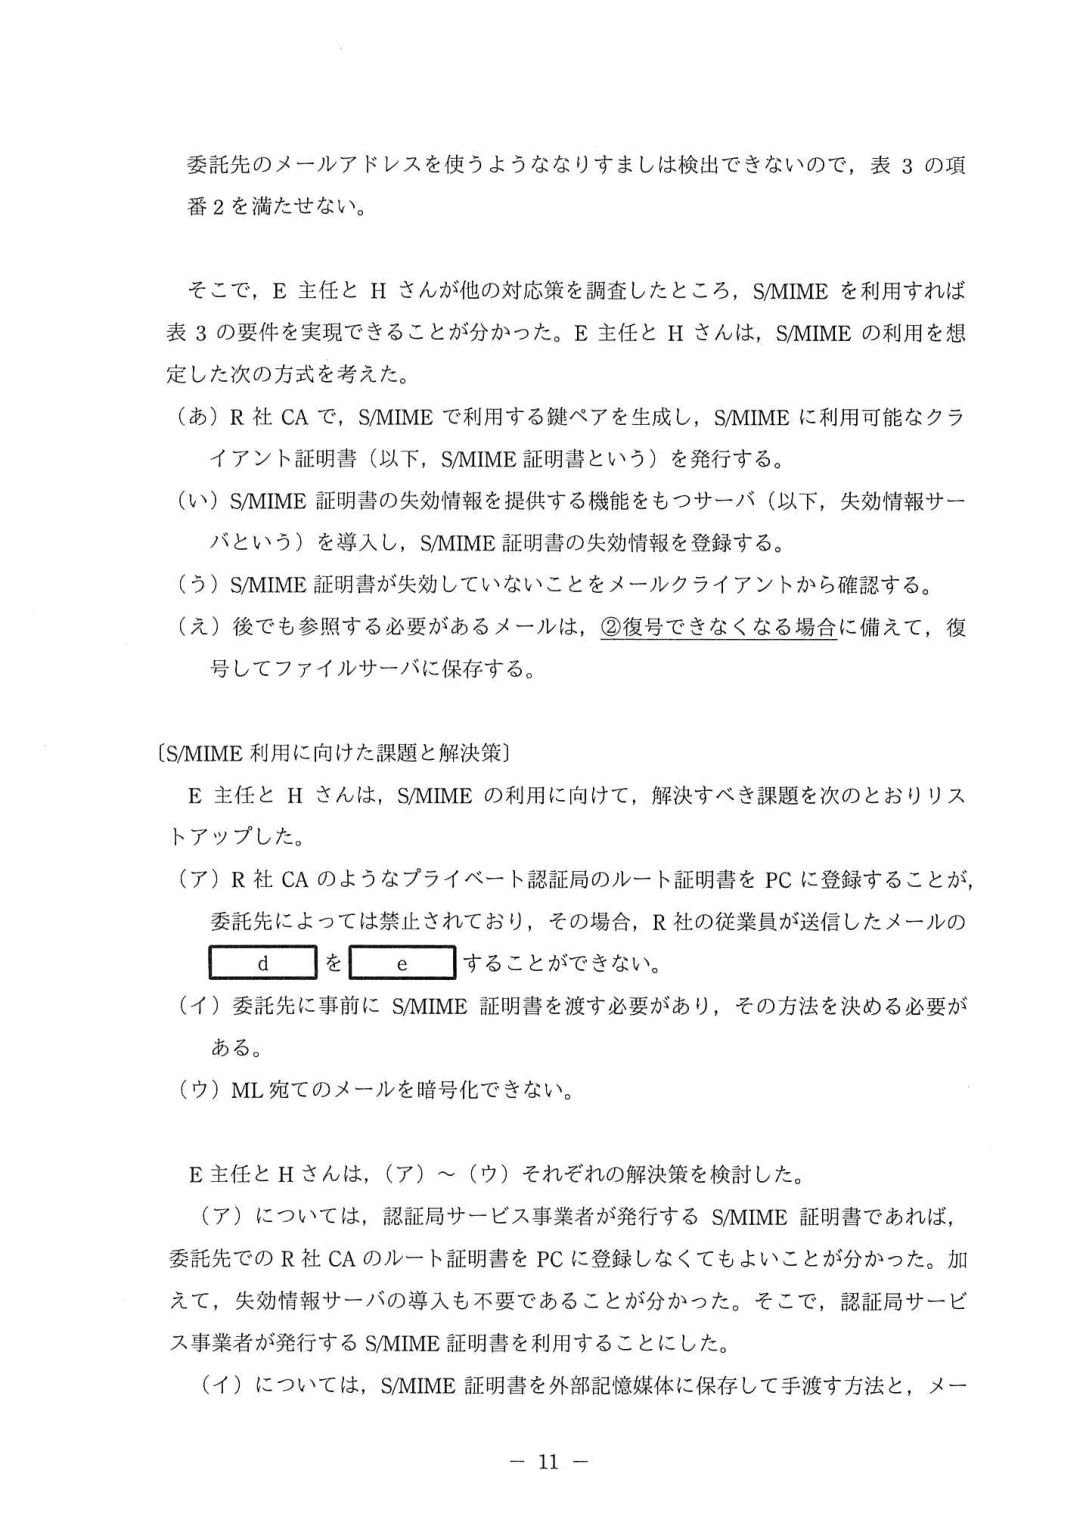 委託先のメールアドレスを使うようななりすましは検出できないので，表 3 の項
番 2 を満たせない。
そこで，E 主任と H さんが他の対応策を調査したところ，S/MIME を利用すれば
表 3 の要件を実現できることが分かった。E 主任と H さんは，S/MIME の利用を想
定した次の方式を考えた。
（あ）R 社 CA で，S/MIME で利用する鍵ペアを生成し，S/MIME に利用可能なクラ
イアント証明書（以下，S/MIME 証明書という）を発行する。
（い）S/MIME 証明書の失効情報を提供する機能をもつサーバ（以下，失効情報サー
バという）を導入し，S/MIME 証明書の失効情報を登録する。
（う）S/MIME 証明書が失効していないことをメールクライアントから確認する。
（え）後でも参照する必要があるメールは，②復号できなくなる場合に備えて，復
号してファイルサーバに保存する。
〔S/MIME 利用に向けた課題と解決策〕
E 主任と H さんは，S/MIME の利用に向けて，解決すべき課題を次のとおりリス
トアップした。
（ア）R 社 CA のようなプライベート認証局のルート証明書を PC に登録することが，
委託先によっては禁止されており，その場合，R 社の従業員が送信したメールの
d を e することができない。
（イ）委託先に事前に S/MIME 証明書を渡す必要があり，その方法を決める必要が
ある。
（ウ）ML 宛てのメールを暗号化できない。
E 主任と H さんは，（ア）～（ウ）それぞれの解決策を検討した。
（ア）については，認証局サービス事業者が発行する S/MIME 証明書であれば，
委託先での R 社 CA のルート証明書を PC に登録しなくてもよいことが分かった。加
えて，失効情報サーバの導入も不要であることが分かった。そこで，認証局サービ
ス事業者が発行する S/MIME 証明書を利用することにした。
（イ）については，S/MIME 証明書を外部記憶媒体に保存して手渡す方法と，メー
－ 11 －